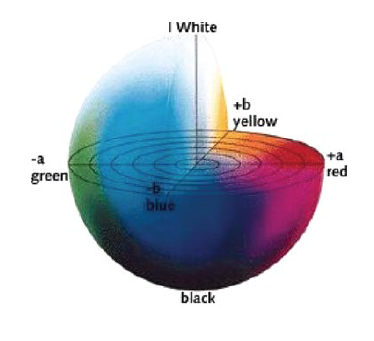 l White
+b
yellow
-a
green
+a
red
-b
blue
black